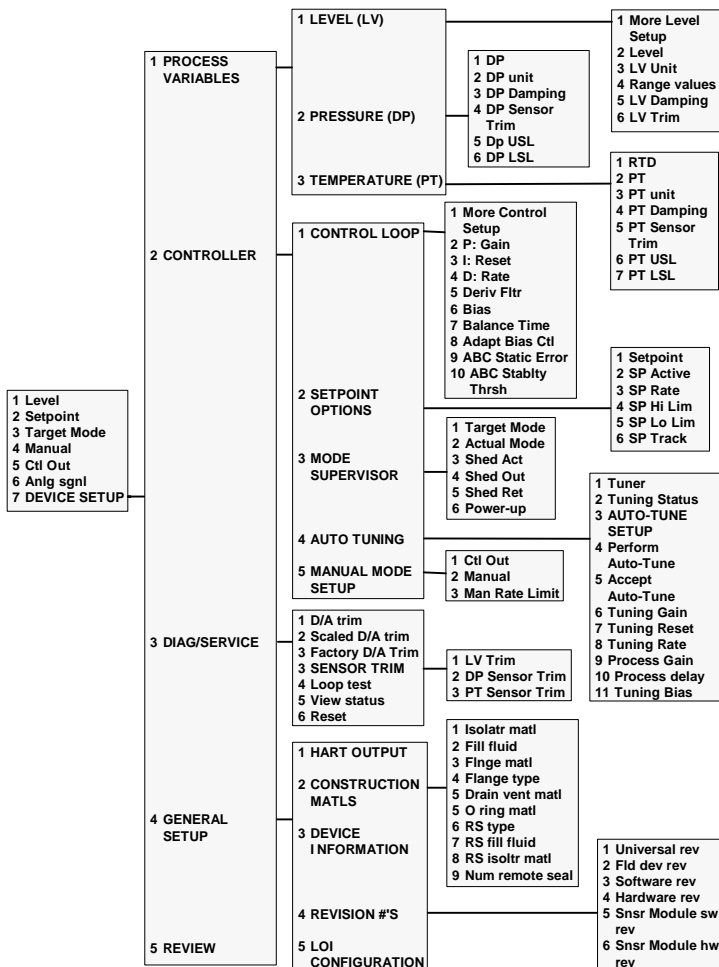 1 Level
2 Setpoint
3 Target Mode
4 Manual
5 Ctl Out
6 Anlg sgnl
7 DEVICE SETUP
1 PROCESS
VARIABLES
2 CONTROLLER
3 DIAG/SERVICE
4 GENERAL
SETUP
5 REVIEW
1 LEVEL (LV)
2 PRESSURE (DP)
3 TEMPERATURE (PT)
1 More Level
Setup
2 Level
3 LV Unit
4 Range values
5 LV Damping
6 LV Trim
1 DP
2 DP unit
3 DP Damping
4 DP Sensor
Trim
5 Dp USL
6 DP LSL
1 RTD
2 PT
3 PT unit
4 PT Damping
5 PT Sensor
Trim
6 PT USL
7 PT LSL
1 CONTROL LOOP
2 SETPOINT
OPTIONS
3 MODE
SUPERVISOR
4 AUTO TUNING
5 MANUAL MODE
SETUP
1 More Control
Setup
2 P: Gain
3 I: Reset
4 D: Rate
5 Deriv Fltr
6 Bias
7 Balance Time
8 Adapt Bias Ctl
9 ABC Static Error
10 ABC Stablty
Thrsh
1 Setpoint
2 SP Active
3 SP Rate
4 SP Hi Lim
5 SP Lo Lim
6 SP Track
1 Target Mode
2 Actual Mode
3 Shed Act
4 Shed Out
5 Shed Ret
6 Power-up
1 Tuner
2 Tuning Status
3 AUTO-TUNE
SETUP
4 Perform
Auto-Tune
5 Accept
Auto-Tune
6 Tuning Gain
7 Tuning Reset
8 Tuning Rate
9 Process Gain
10 Process delay
11 Tuning Bias
1 Ctl Out
2 Manual
3 Man Rate Limit
1 D/A trim
2 Scaled D/A trim
3 Factory D/A Trim
3 SENSOR TRIM
4 Loop test
5 View status
6 Reset
1 LV Trim
2 DP Sensor Trim
3 PT Sensor Trim
1 HART OUTPUT
2 CONSTRUCTION
MATLS
3 DEVICE
INFORMATION
4 REVISION #'S
5 LOI
CONFIGURATION
1 Isolatr matl
2 Fill fluid
3 Flnge matl
4 Flange type
5 Drain vent matl
5 O ring matl
6 RS type
7 RS fill fluid
8 RS isoltr matl
9 Num remote seal
1 Universal rev
2 Fld dev rev
3 Software rev
4 Hardware rev
5 Snsr Module sw
rev
6 Snsr Module hw
rev